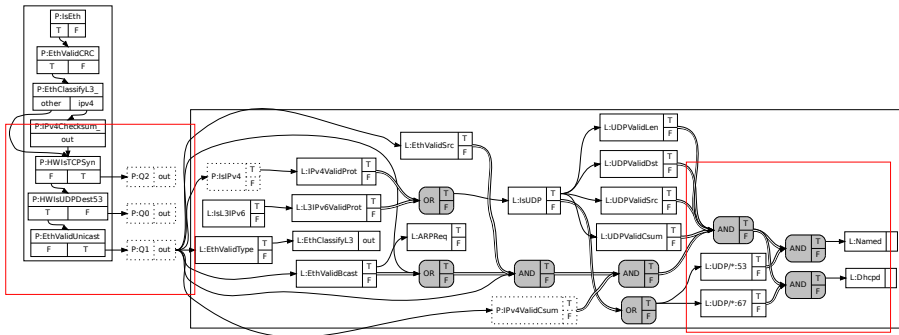 P:IsEth
T F
P:EthValidCRC
T F
P:EthClassifyL3_
other ipv4
P:IPv4Chksum_
out
P:HWIsTCPSyn
F T
P:HWIsUDPDest53
T F
P:EthValidUnicast
F T
P:Q2 out
P:Q0 out
P:Q1 out
P:IsIPv4 T F
L:IsL3IPv6 T F
L:EthValidType T F
L:IPv4ValidProt T F
L:L3IPv6ValidProt T F
L:EthClassifyL3 out
L:EthValidBcast T F
L:EthValidSrc T F
OR T F
L:ARPReq T F
OR T F
L:IsUDP T F
AND T F
P:IPv4ValidCsum T F
L:UDPValidLen T F
L:UDPValidDst T F
L:UDPValidSrc T F
L:UDPValidCsum T F
AND T F
OR T F
AND T F
L:UDP/*:53 T F
L:UDP/*:67 T F
AND T F
AND T F
L:Named
L:Dhcpd